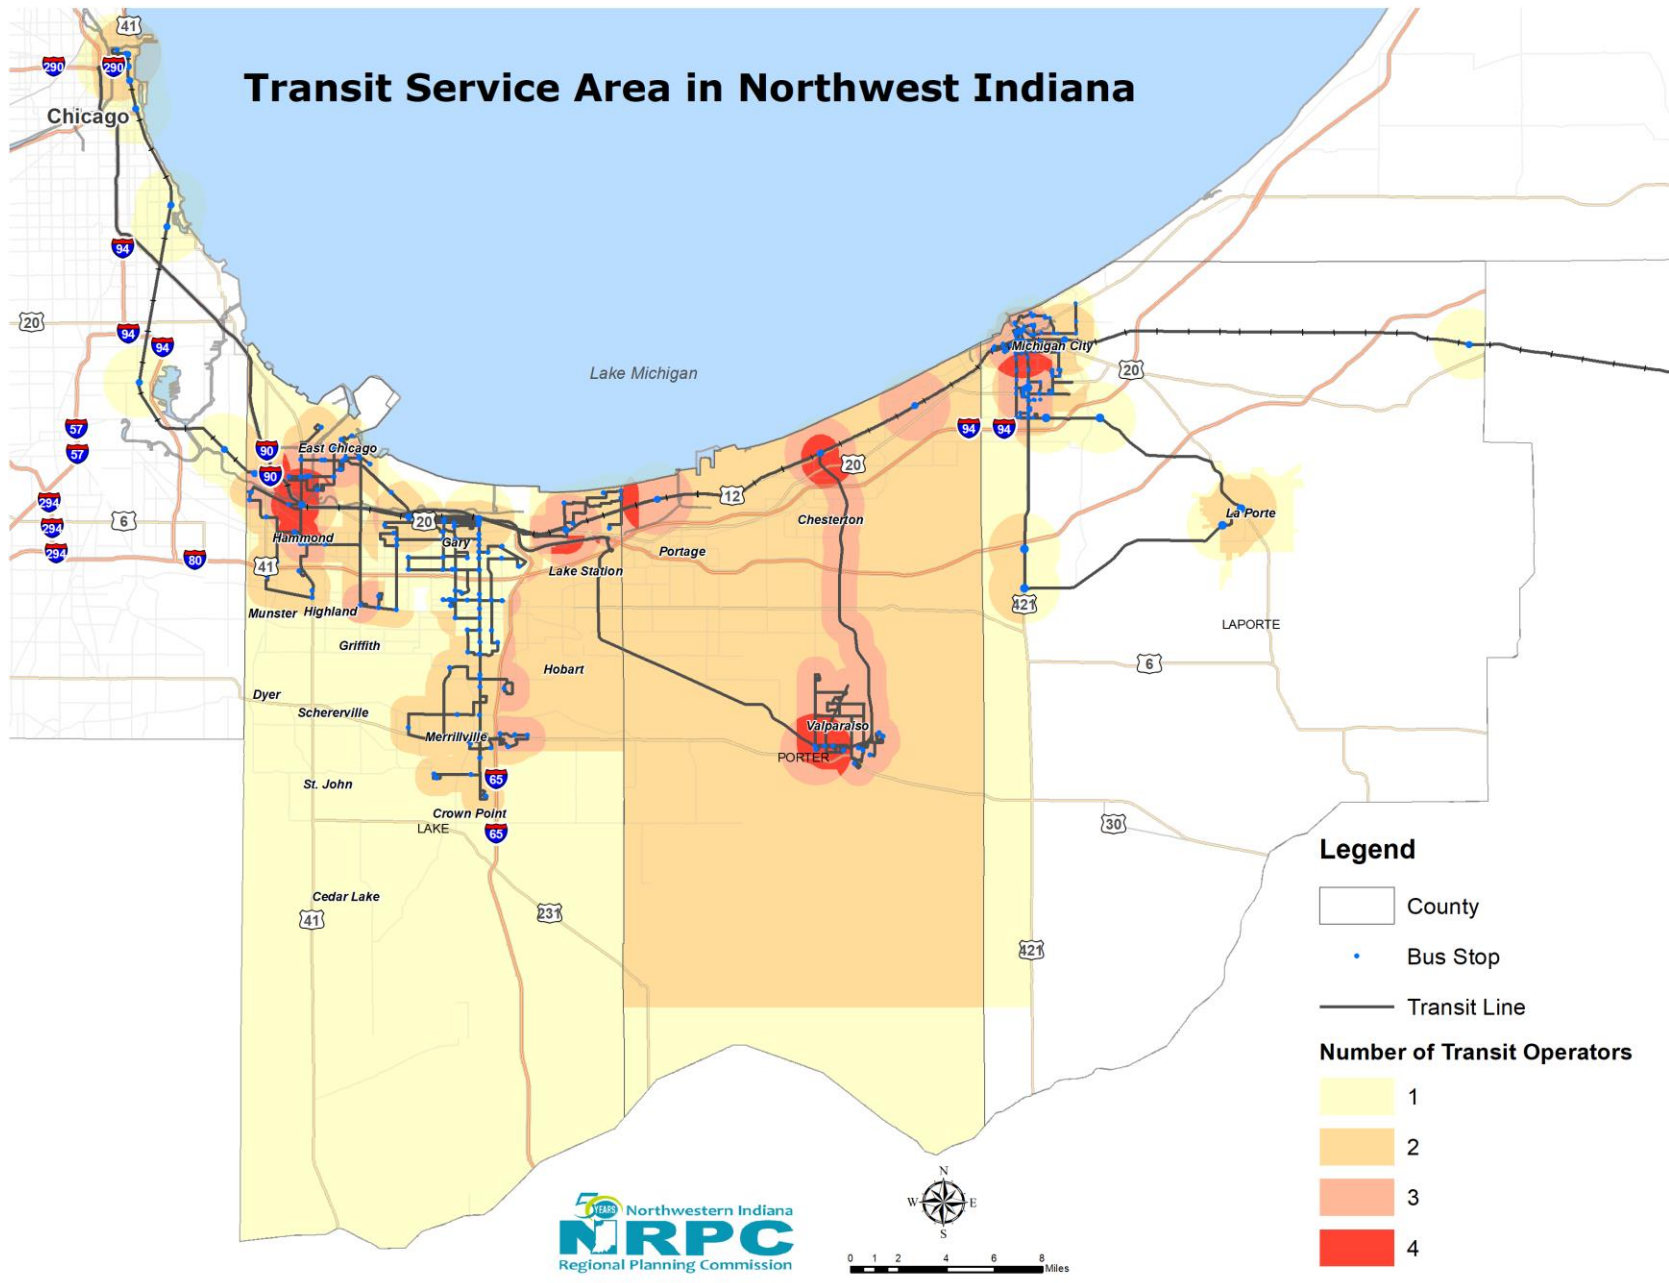 41
290
290
Transit Service Area in Northwest Indiana
Chicago
94
20
94
94
Lake Michigan
Michigan City
20
57
57
94
94
90
East Chicago
90
20
12
294
294
294
6
80
20
Hammond
Gary
Chesterton
La Porte
Portage
Lake Station
41
Munster
Highland
421
LAPORTE
Griffith
Hobart
6
Dyer
Schererville
Merrillville
Valparaiso
PORTER
St. John
65
Crown Point
LAKE
65
30
Cedar Lake
41
231
421
Legend
County
Bus Stop
Transit Line
Number of Transit Operators
1
2
3
4
50 YEARS
Northwestern Indiana
NIRPC
Regional Planning Commission
N
W
E
S
0 1 2 4 6 8
Miles